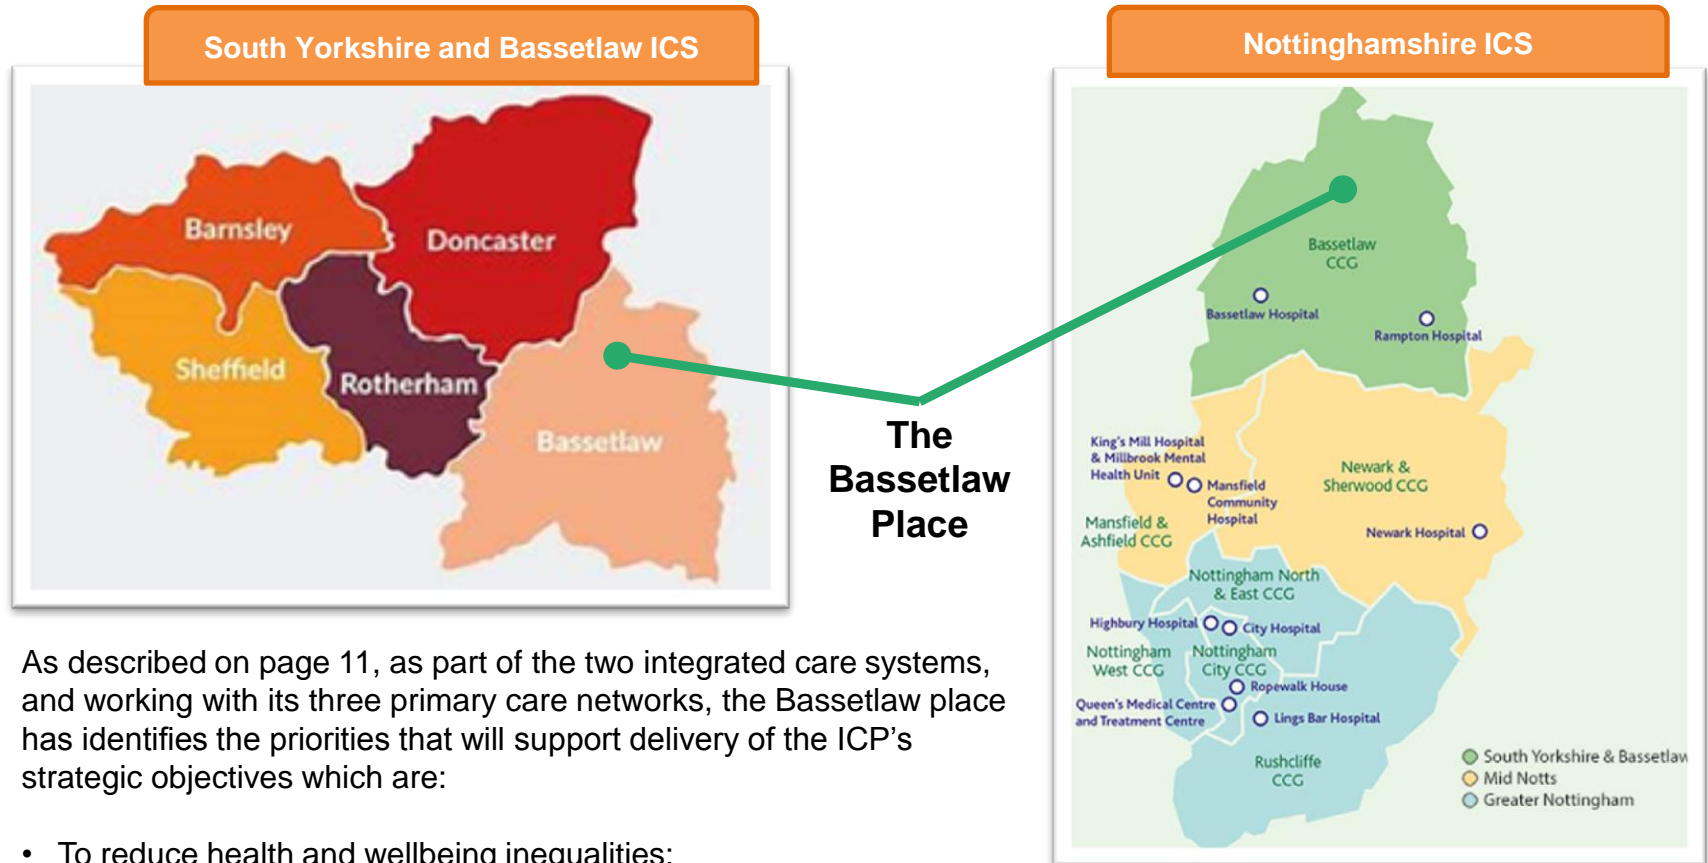 South Yorkshire and Bassetlaw ICS
Barnsley
Doncaster
Sheffield
Rotherham
Bassetlaw
The
Bassetlaw
Place
Nottinghamshire ICS
Bassetlaw
CCG
Bassetlaw Hospital
Rampton Hospital
King's Mill Hospital
& Millbrook Mental
Health Unit
Mansfield
Community
Hospital
Newark &
Sherwood CCG
Mansfield &
Ashfield CCG
Newark Hospital
Nottingham North
& East CCG
Highbury Hospital
City Hospital
Nottingham
West CCG
Nottingham
City CCG
Ropewalk House
Queen's Medical Centre
and Treatment Centre
Lings Bar Hospital
Rushcliffe
CCG
South Yorkshire & Bassetlaw
Mid Notts
Greater Nottingham
As described on page 11, as part of the two integrated care systems,
and working with its three primary care networks, the Bassetlaw place
has identifies the priorities that will support delivery of the ICP's
strategic objectives which are:
• To reduce health and wellbeing inequalities;